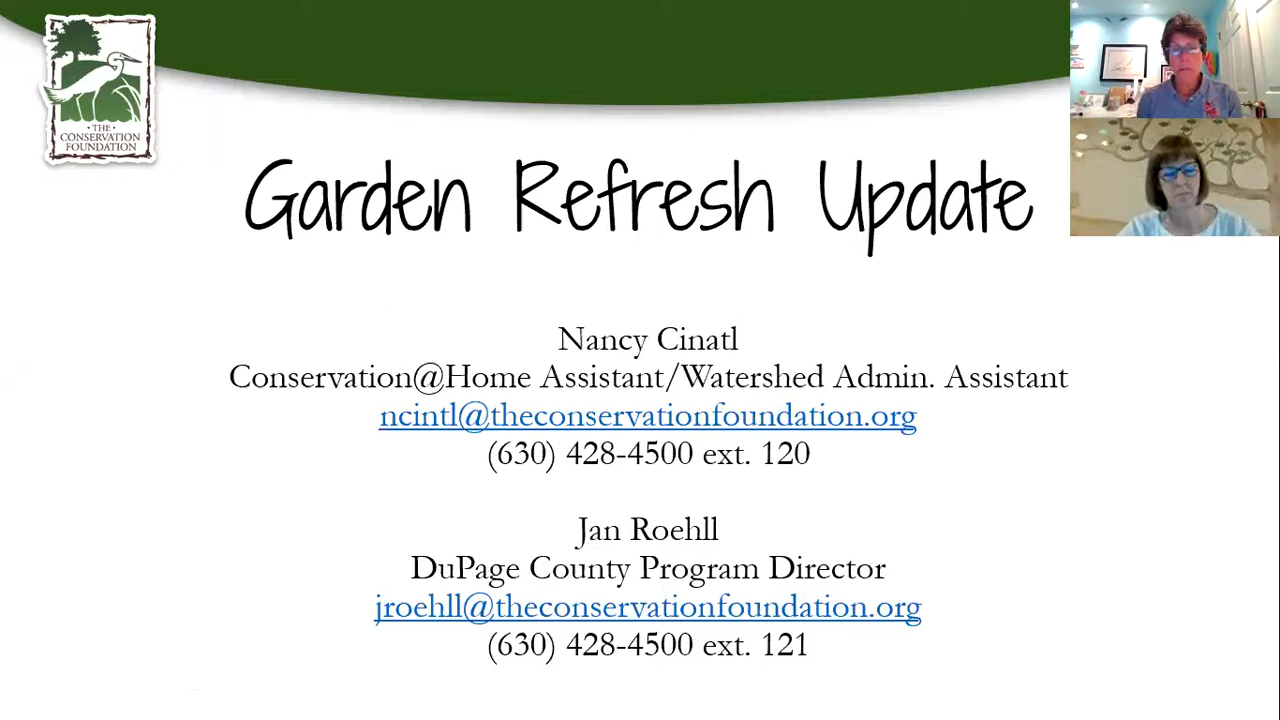 • THE •
CONSERVATION
FOUNDATION
Garden Refresh Update
Nancy Cinatl
Conservation@Home Assistant/Watershed Admin. Assistant
ncintl@theconservationfoundation.org
(630) 428-4500 ext. 120
Jan Roehll
DuPage County Program Director
jroehll@theconservationfoundation.org
(630) 428-4500 ext. 121